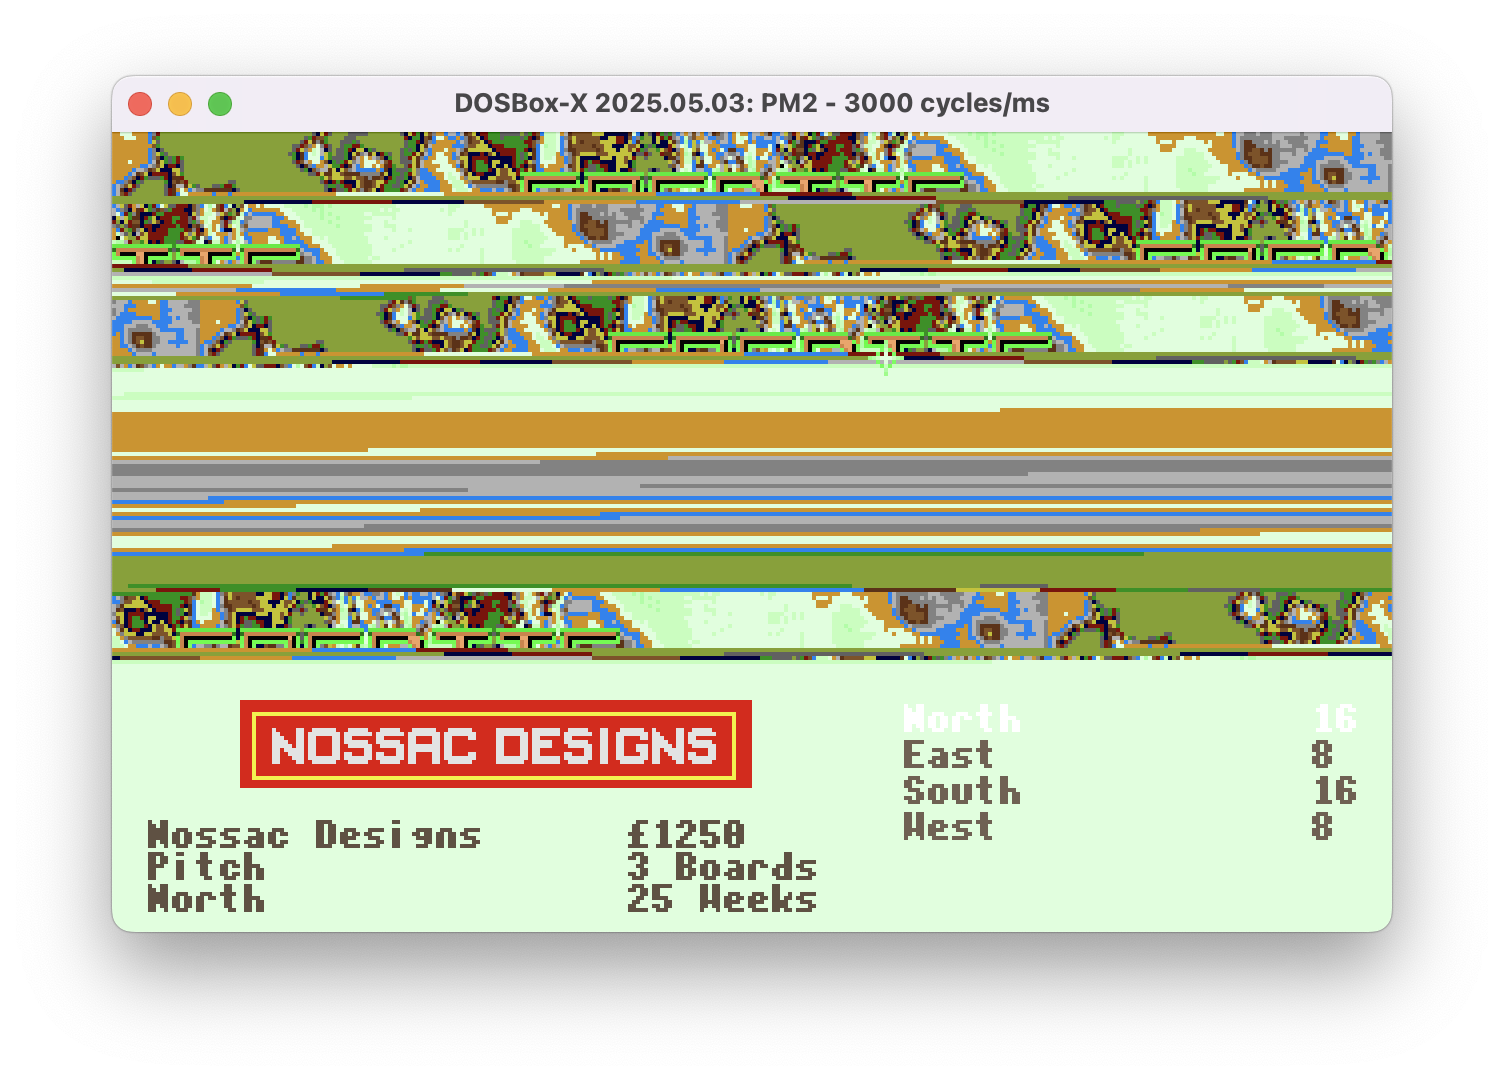 DOSBox-X 2025.05.03: PM2 - 3000 cycles/ms
NOSSAC DESIGNS
North 16
East 8
South 16
West 8
Nossac Designs £1250
Pitch 3 Boards
North 25 Weeks